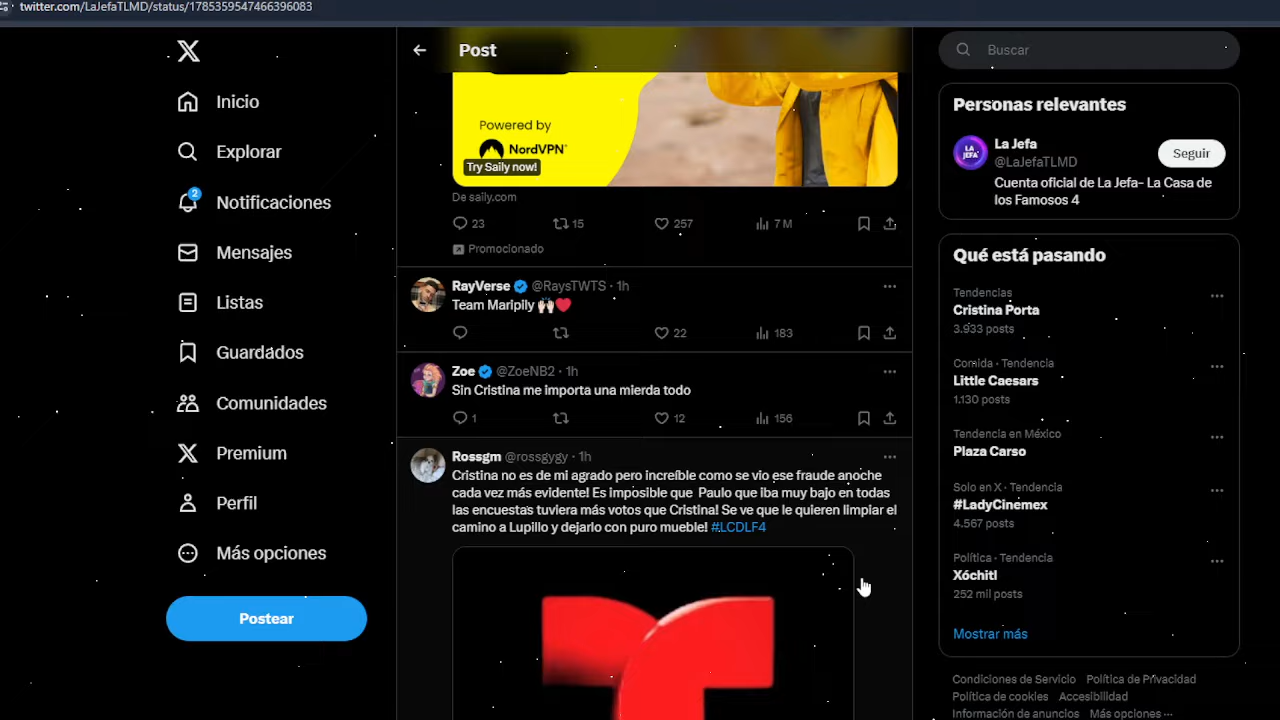 twitter.com/LaJefaTLMD/status/1785359547466396083
Inicio
Explorar
2
Notificaciones
Mensajes
Listas
Guardados
Comunidades
Premium
Perfil
Más opciones
Postear
Post
Powered by
NordVPN®
Try Saily now!
De saily.com
23 15 257 7 M
Promocionado
RayVerse @RaysTWTS · 1h
Team Maripily 🙌🏻❤️
22 183
Zoe @ZoeNB2 · 1h
Sin Cristina me importa una mierda todo
1 12 156
Rossgm @rossgygy · 1h
Cristina no es de mi agrado pero increíble como se vio ese fraude anoche
cada vez más evidente! Es imposible que Paulo que iba muy bajo en todas
las encuestas tuviera más votos que Cristina! Se ve que le quieren limpiar el
camino a Lupillo y dejarlo con puro mueble! #LCDLF4
Buscar
Personas relevantes
LA JEFA
La Jefa
@LaJefaTLMD
Seguir
Cuenta oficial de La Jefa- La Casa de
los Famosos 4
Qué está pasando
Tendencias
Cristina Porta
3.933 posts
Comida · Tendencia
Little Caesars
1.130 posts
Tendencia en México
Plaza Carso
Solo en X · Tendencia
#LadyCinemex
4.567 posts
Política · Tendencia
Xóchitl
252 mil posts
Mostrar más
Condiciones de Servicio Política de Privacidad
Política de cookies Accesibilidad
Información de anuncios Más opciones ···